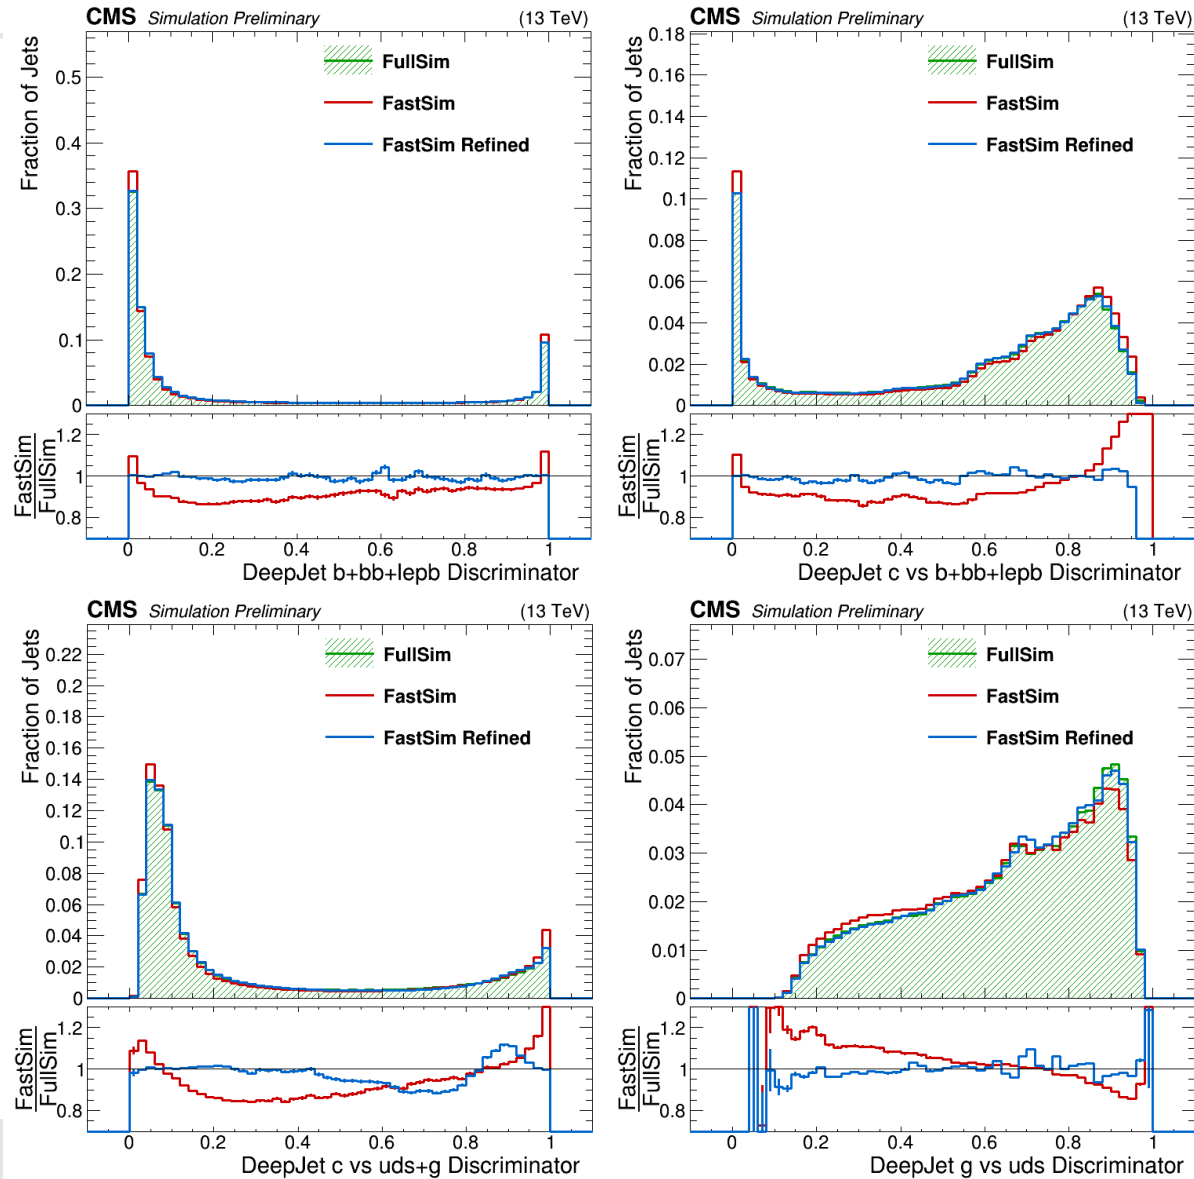 CMS Simulation Preliminary (13 TeV)
Fraction of Jets
0.5
0.4
0.3
0.2
0.1
0
FullSim
FastSim
FastSim Refined
FastSim
FullSim
1.2
1
0.8
0 0.2 0.4 0.6 0.8 1
DeepJet b+bb+lepb Discriminator
CMS Simulation Preliminary (13 TeV)
Fraction of Jets
0.18
0.16
0.14
0.12
0.1
0.08
0.06
0.04
0.02
0
FullSim
FastSim
FastSim Refined
FastSim
FullSim
1.2
1
0.8
0 0.2 0.4 0.6 0.8 1
DeepJet c vs b+bb+lepb Discriminator
CMS Simulation Preliminary (13 TeV)
Fraction of Jets
0.22
0.2
0.18
0.16
0.14
0.12
0.1
0.08
0.06
0.04
0.02
0
FullSim
FastSim
FastSim Refined
FastSim
FullSim
1.2
1
0.8
0 0.2 0.4 0.6 0.8 1
DeepJet c vs uds+g Discriminator
CMS Simulation Preliminary (13 TeV)
Fraction of Jets
0.07
0.06
0.05
0.04
0.03
0.02
0.01
0
FullSim
FastSim
FastSim Refined
FastSim
FullSim
1.2
1
0.8
0 0.2 0.4 0.6 0.8 1
DeepJet g vs uds Discriminator